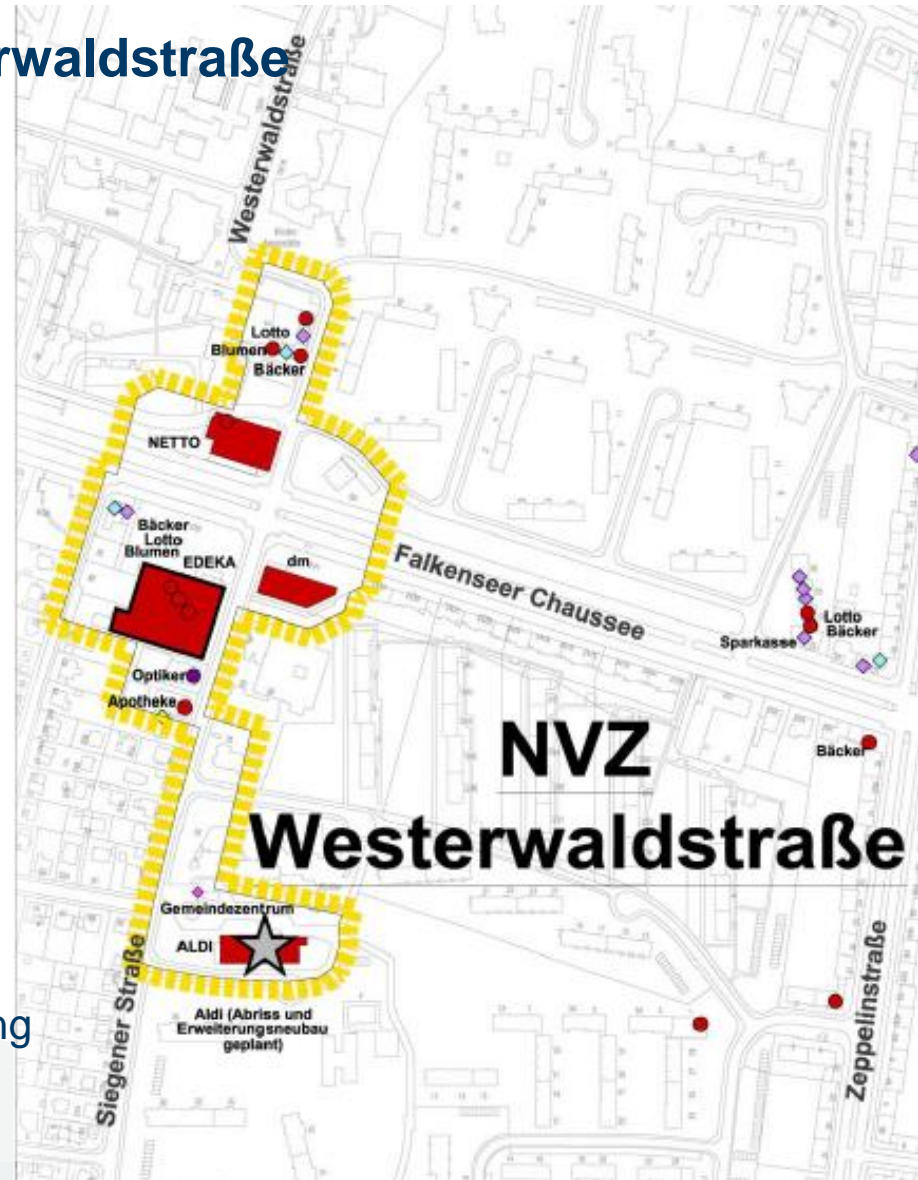 rwaldstraße
Westerwaldstraße
Lotto
Blumen
Bäcker
NETTO
Bäcker
Lotto
Blumen
EDEKA
dm
Falkenseer Chaussee
Lotto
Bäcker
Sparkasse
Optiker
Apotheke
Bäcker
NVZ
Westerwaldstraße
Gemeindezentrum
ALDI
Siegener Straße
Zeppelinstraße
Aldi (Abriss und
Erweiterungsneubau
geplant)
ng